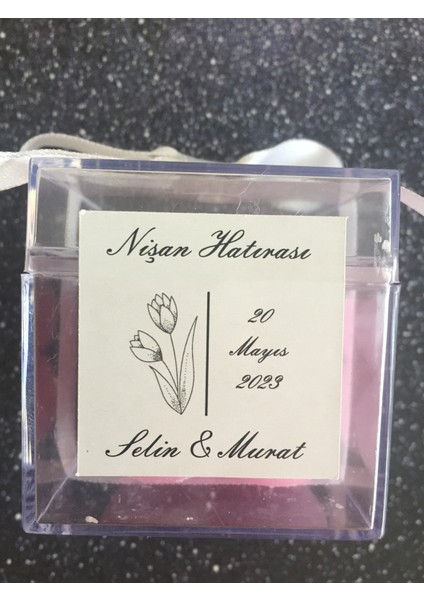 Nişan Hatırası
20
Mayıs
2023
Selin & Murat